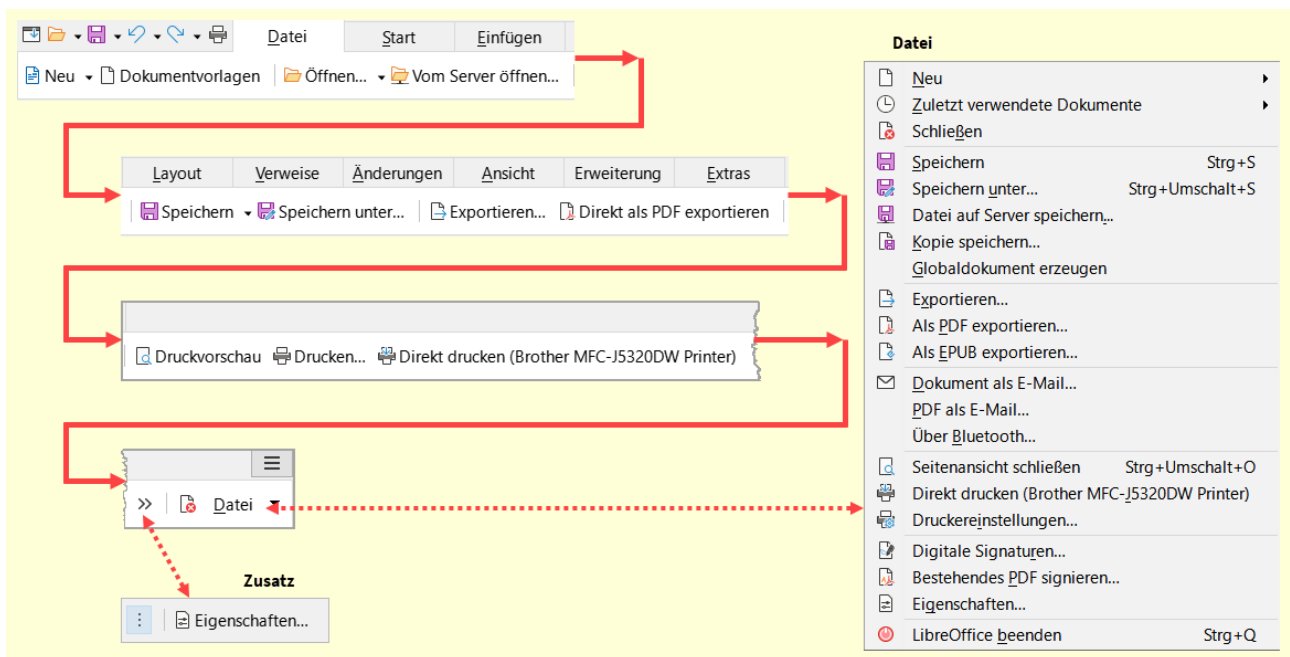 Datei Start Einfügen
Neu Dokumentvorlagen Öffnen... Vom Server öffnen...
Layout Verweise Änderungen Ansicht Erweiterung Extras
Speichern Speichern unter... Exportieren... Direkt als PDF exportieren
Druckvorschau Drucken... Direkt drucken (Brother MFC-J5320DW Printer)
Datei
Zusatz
Eigenschaften...
Datei
Neu
Zuletzt verwendete Dokumente
Schließen
Speichern Strg+S
Speichern unter... Strg+Umschalt+S
Datei auf Server speichern...
Kopie speichern...
Globaldokument erzeugen
Exportieren...
Als PDF exportieren...
Als EPUB exportieren...
Dokument als E-Mail...
PDF als E-Mail...
Über Bluetooth...
Seitenansicht schließen Strg+Umschalt+O
Direkt drucken (Brother MFC-J5320DW Printer)
Druckereinstellungen...
Digitale Signaturen...
Bestehendes PDF signieren...
Eigenschaften...
LibreOffice beenden Strg+Q